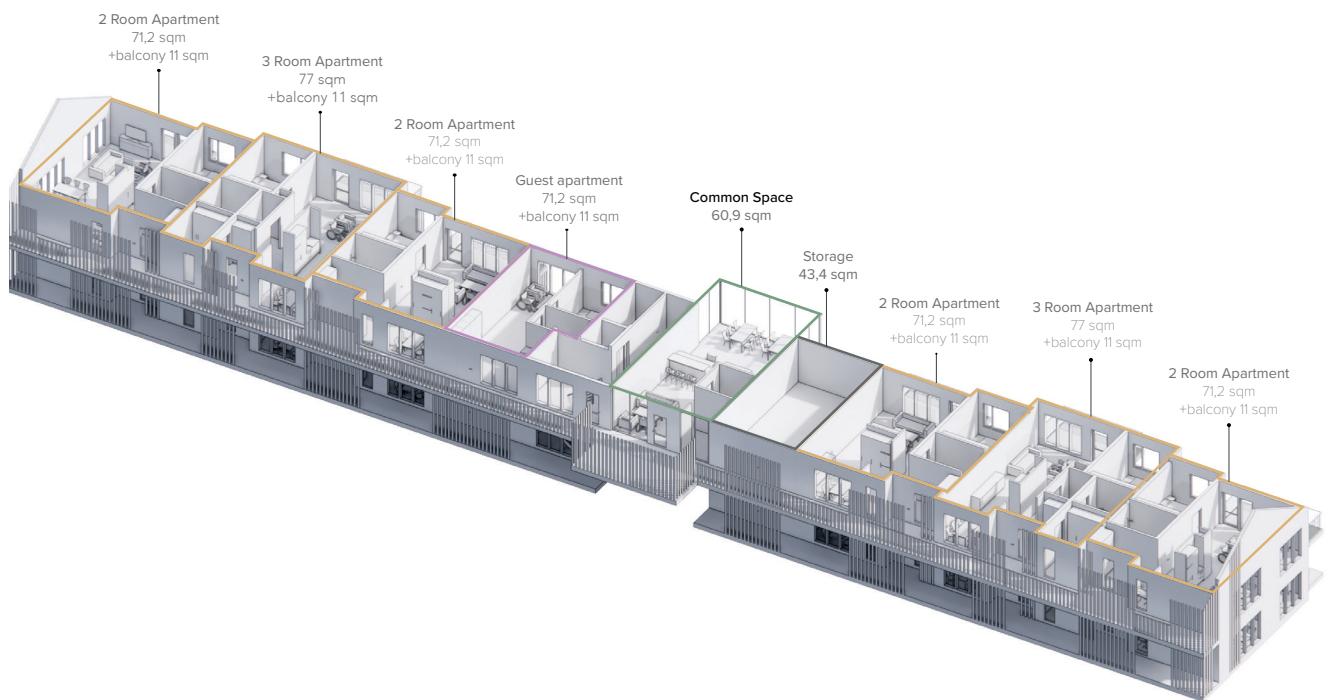 2 Room Apartment
71,2 sqm
+balcony 11 sqm
3 Room Apartment
77 sqm
+balcony 11 sqm
2 Room Apartment
71,2 sqm
+balcony 11 sqm
Guest apartment
71,2 sqm
+balcony 11 sqm
Common Space
60,9 sqm
Storage
43,4 sqm
2 Room Apartment
71,2 sqm
+balcony 11 sqm
3 Room Apartment
77 sqm
+balcony 11 sqm
2 Room Apartment
71,2 sqm
+balcony 11 sqm